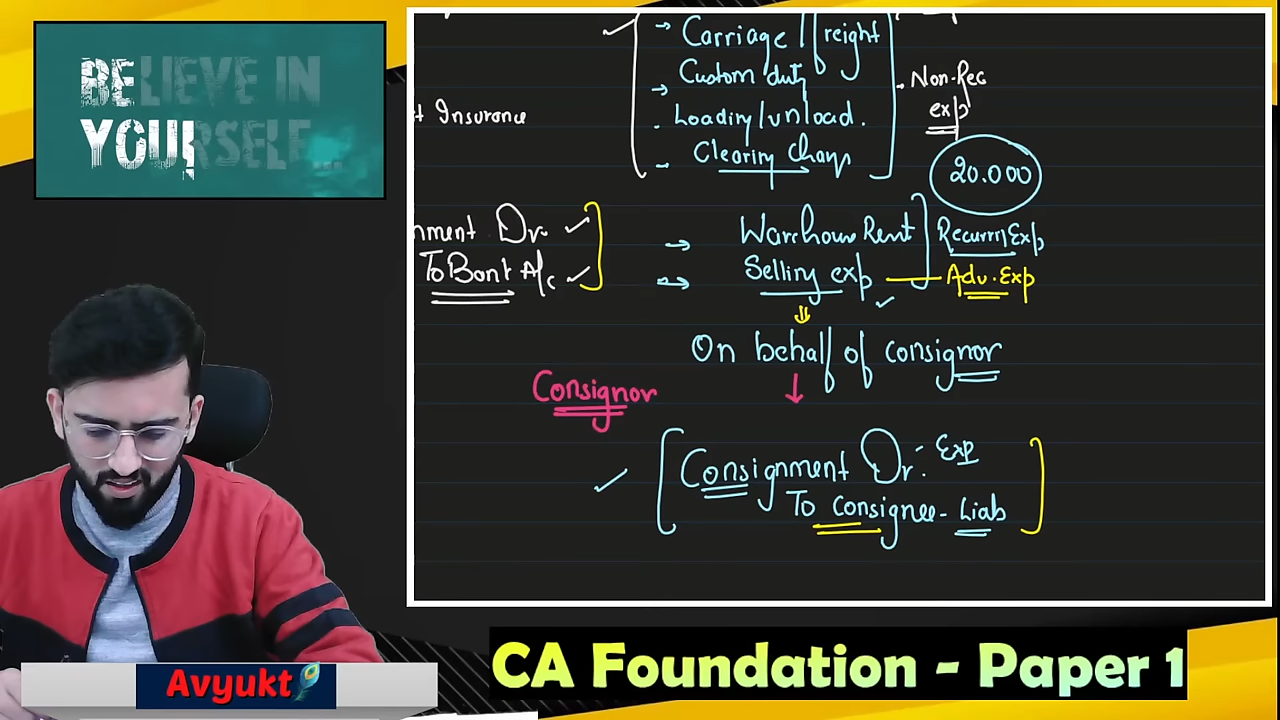 BELIEVE IN
YOURSELF...
Carriage / freight
Custom duty
Loading/unload.
Clearing Charges
Non-Rec
exp
20.000
Insurance
nment Dr.
To Bank A/c
Warehouse Rent
Selling exp
Recurring Exp
Adv. Exp
On behalf of consignor
Consignor
Consignment Dr. Exp
To Consignee - Liab
Avyukt
CA Foundation - Paper 1